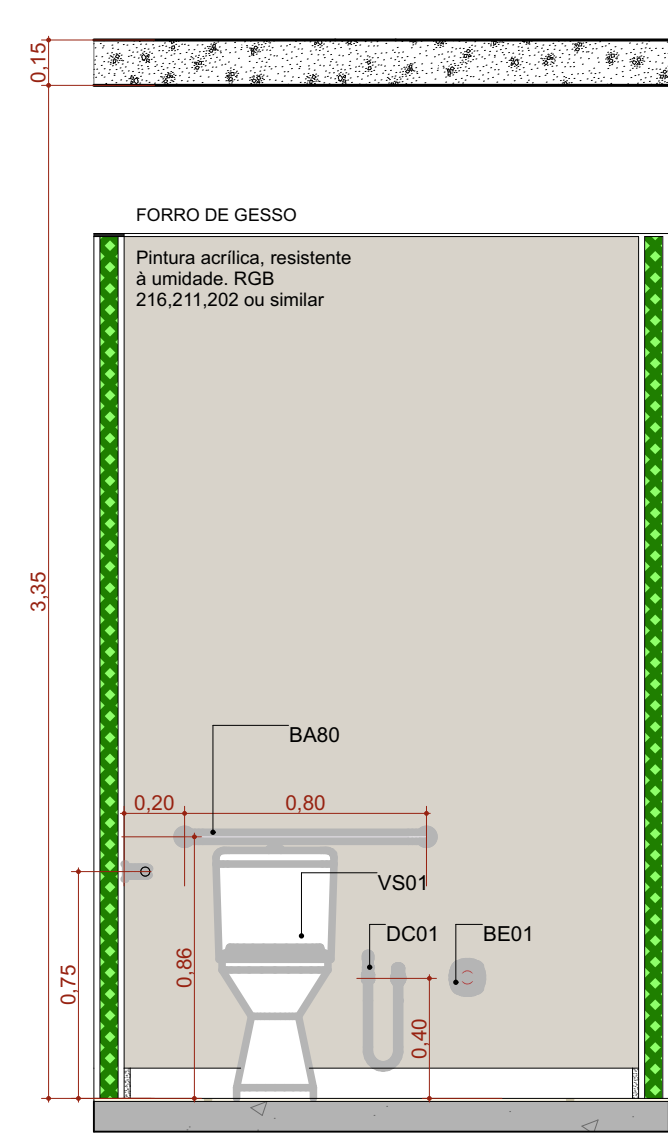 0,15
FORRO DE GESSO
Pintura acrílica, resistente
à umidade. RGB
216,211,202 ou similar
3,35
BA80
0,20
0,80
VS01
DC01
BE01
0,86
0,75
0,40